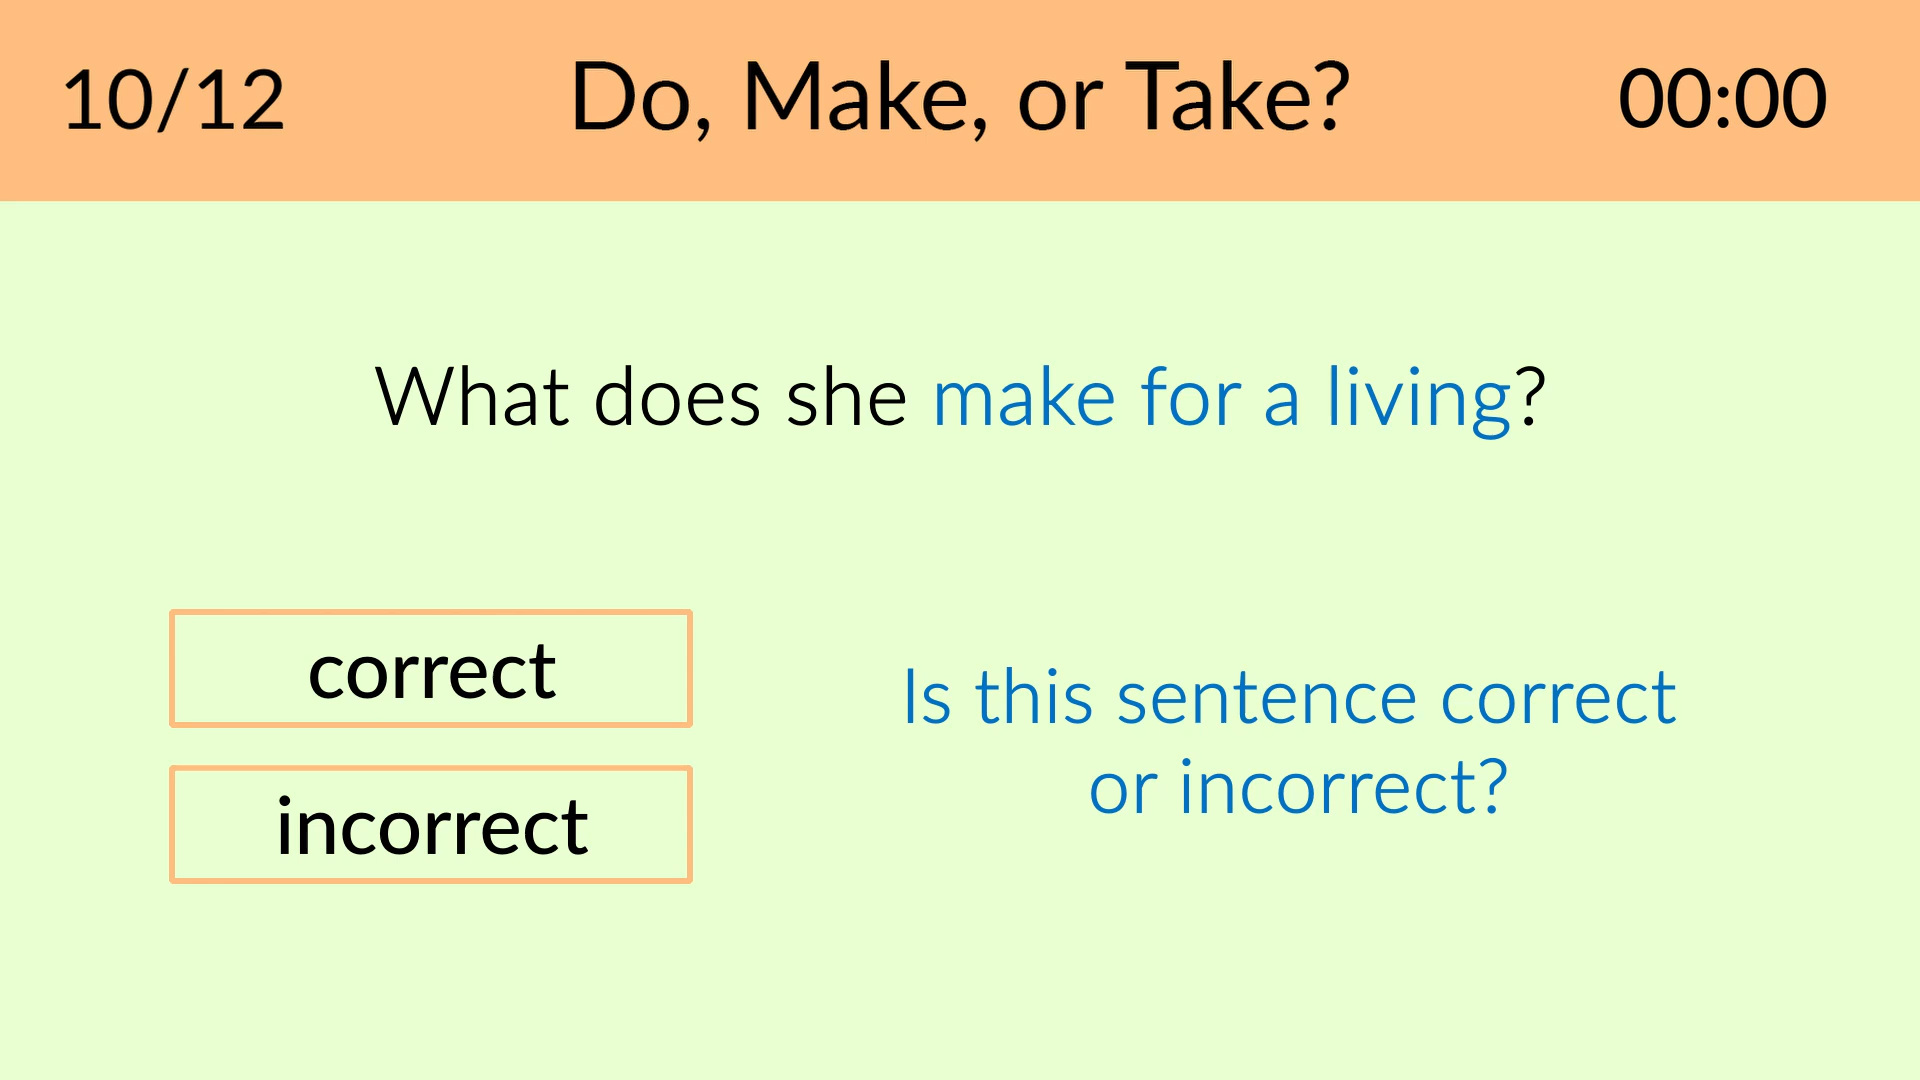 10/12
Do, Make, or Take?
00:00
What does she make for a living?
correct
incorrect
Is this sentence correct
or incorrect?